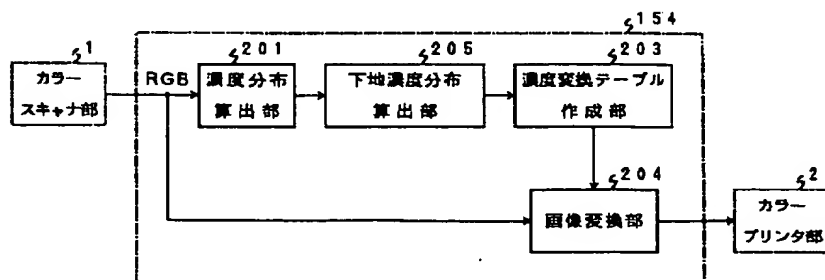 154
1
カラー
スキャナ部
RGB
201
濃度分布
算出部
205
下地濃度分布
算出部
203
濃度変換テーブル
作成部
204
画像変換部
2
カラー
プリンタ部